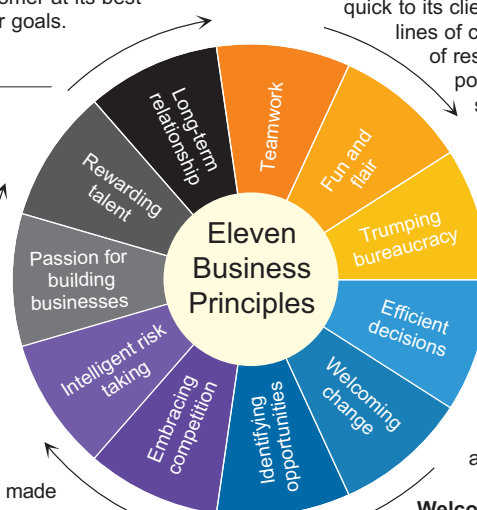 omer at its best
r goals.
quick to its clie
lines of c
of res
po
s
Long-term
relationship
Teamwork
Fun and
flair
Rewarding
talent
Trumping
bureaucracy
Eleven
Business
Principles
Passion for
building
businesses
Efficient
decisions
Intelligent risk
taking
Welcoming
change
Embracing
competition
Identifying
opportunities
made
a
Welco